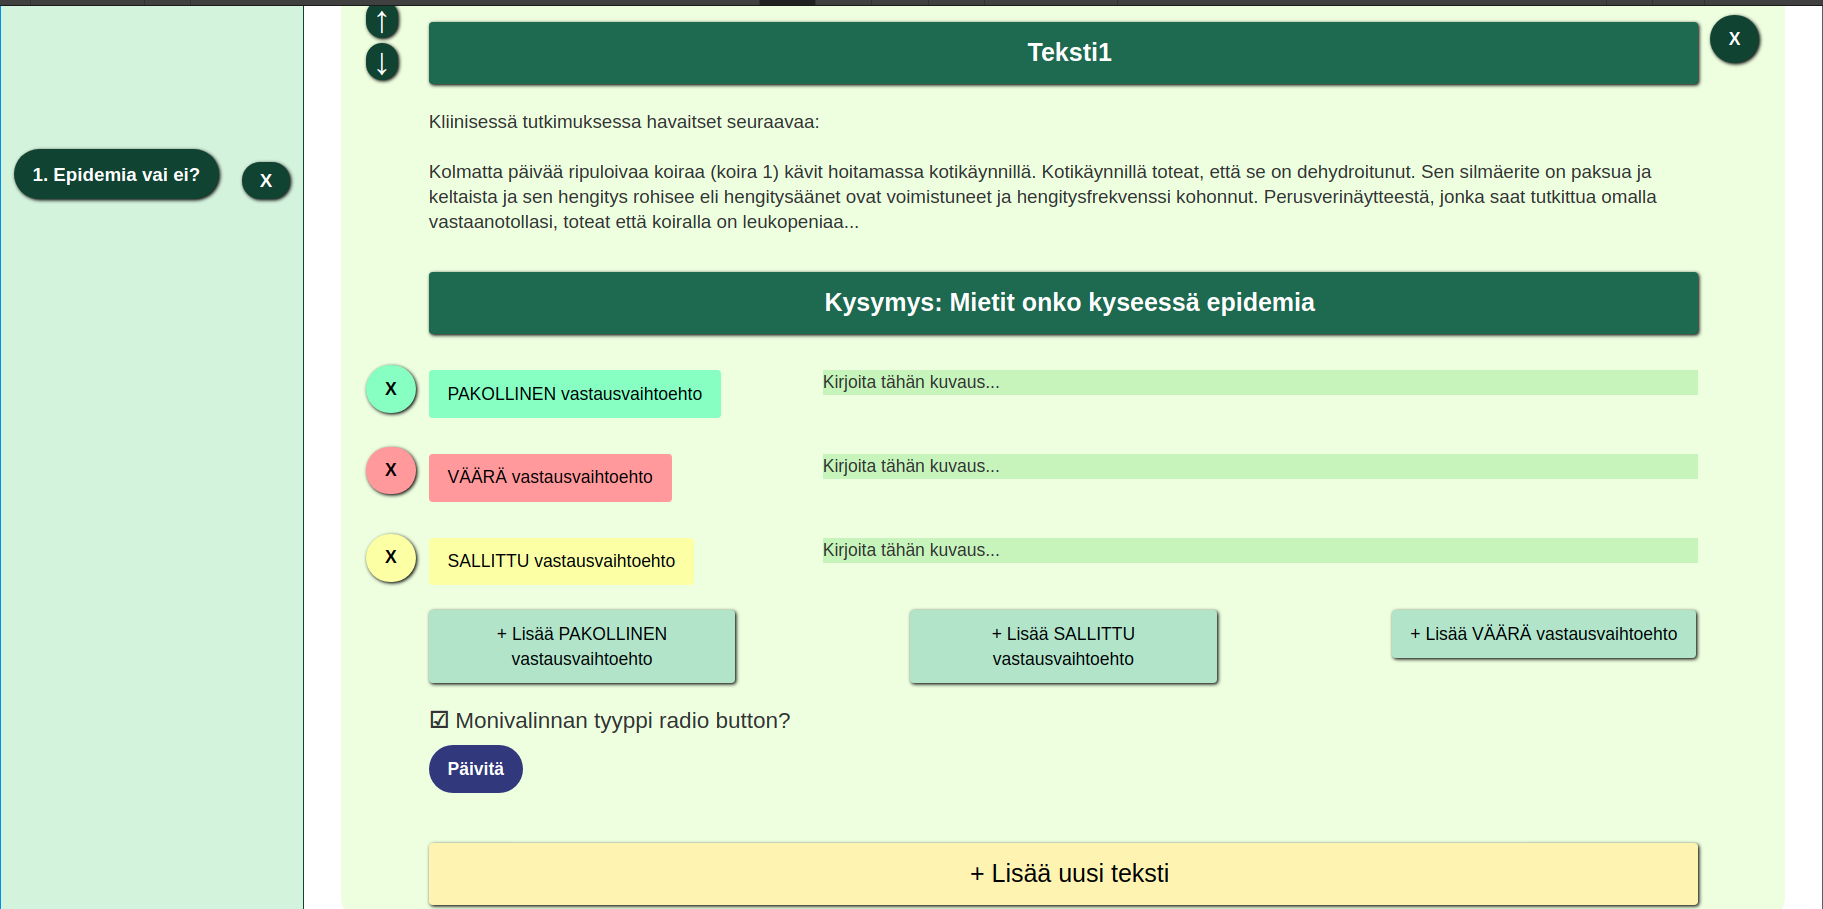 1. Epidemia vai ei?
X
↑
↓
Teksti1
X
Kliinisessä tutkimuksessa havaitset seuraavaa:
Kolmatta päivää ripuloivaa koiraa (koira 1) kävit hoitamassa kotikäynnillä. Kotikäynnillä toteat, että se on dehydroitunut. Sen silmäerite on paksua ja
keltaista ja sen hengitys rohisee eli hengitysäänet ovat voimistuneet ja hengitysfrekvenssi kohonnut. Perusverinäytteestä, jonka saat tutkittua omalla
vastaanotollasi, toteat että koiralla on leukopeniaa...
Kysymys: Mietit onko kyseessä epidemia
X
PAKOLLINEN vastausvaihtoehto
Kirjoita tähän kuvaus...
X
VÄÄRÄ vastausvaihtoehto
Kirjoita tähän kuvaus...
X
SALLITTU vastausvaihtoehto
Kirjoita tähän kuvaus...
+ Lisää PAKOLLINEN
vastausvaihtoehto
+ Lisää SALLITTU
vastausvaihtoehto
+ Lisää VÄÄRÄ vastausvaihtoehto
☑ Monivalinnan tyyppi radio button?
Päivitä
+ Lisää uusi teksti